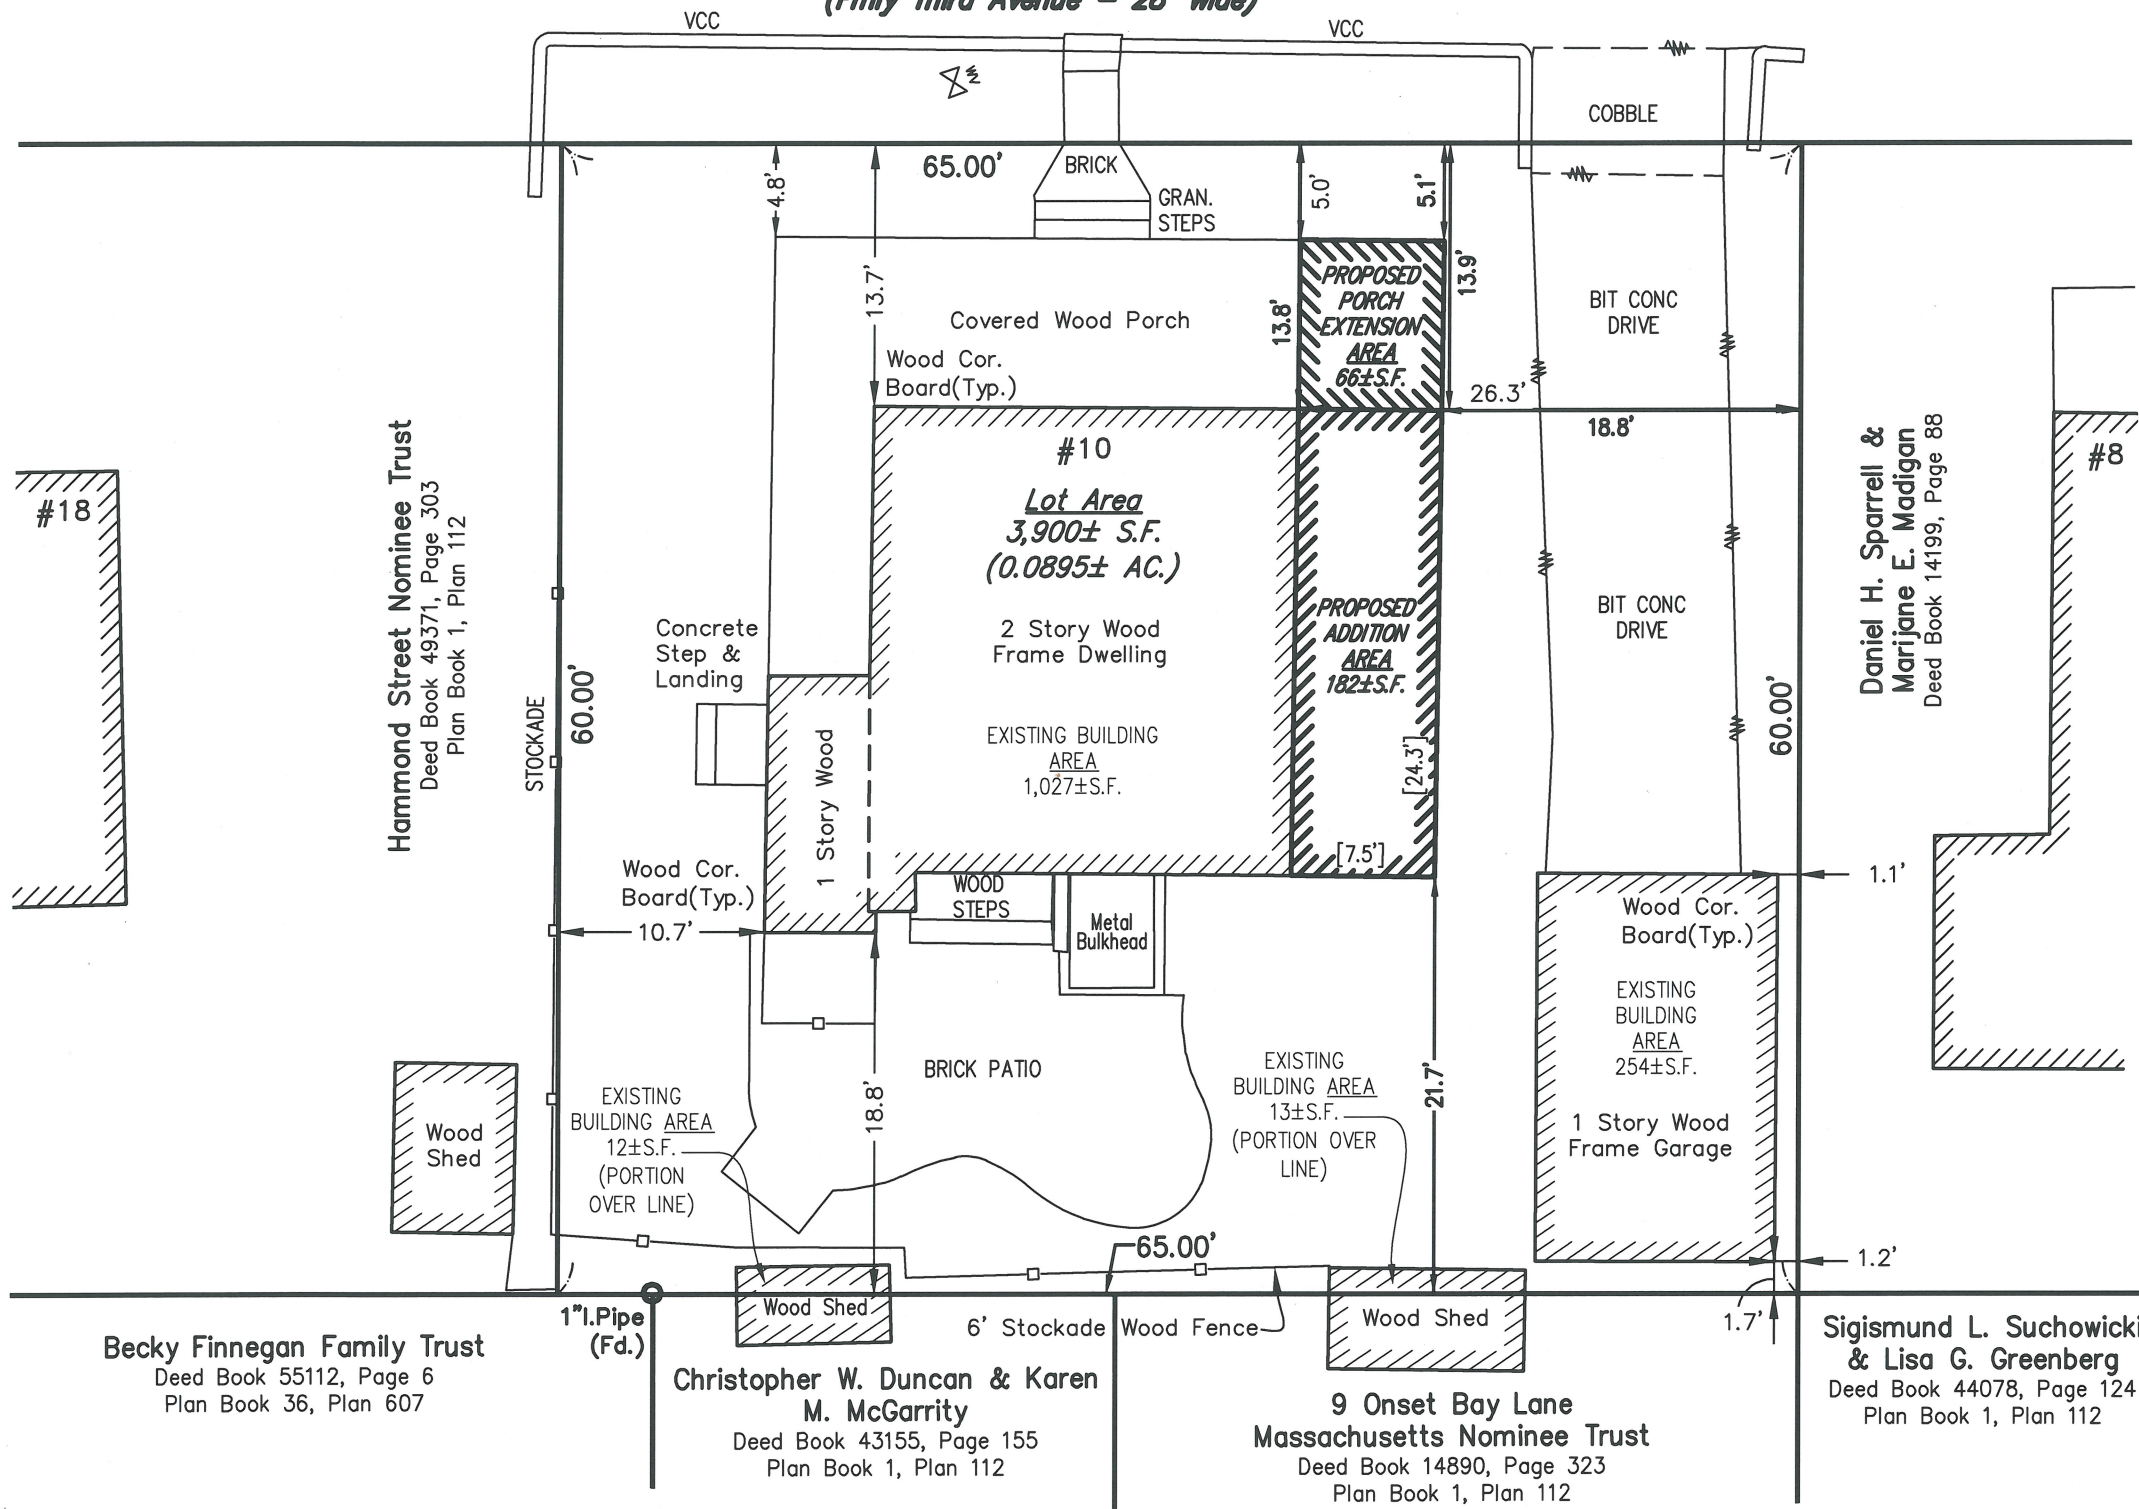 VCC
VCC
COBBLE
65.00'
BRICK
GRAN.
STEPS
4.8'
13.7'
5.0'
5.1'
13.8'
13.9'
PROPOSED
PORCH
EXTENSION
AREA
66±S.F.
BIT CONC
DRIVE
Covered Wood Porch
Wood Cor.
Board(Typ.)
26.3'
18.8'
#10
Lot Area
3,900± S.F.
(0.0895± AC.)
2 Story Wood
Frame Dwelling
EXISTING BUILDING
AREA
1,027±S.F.
PROPOSED
ADDITION
AREA
182±S.F.
[24.3']
[7.5']
BIT CONC
DRIVE
#18
#8
Hammond Street Nominee Trust
Deed Book 49371, Page 303
Plan Book 1, Plan 112
STOCKADE
60.00'
Concrete
Step &
Landing
1 Story Wood
60.00'
Daniel H. Sparrell &
Marijane E. Madigan
Deed Book 14199, Page 88
Wood Cor.
Board(Typ.)
10.7'
WOOD
STEPS
Metal
Bulkhead
1.1'
Wood Cor.
Board(Typ.)
EXISTING
BUILDING
AREA
254±S.F.
1 Story Wood
Frame Garage
BRICK PATIO
18.8'
21.7'
EXISTING
BUILDING AREA
12±S.F.
(PORTION
OVER LINE)
EXISTING
BUILDING AREA
13±S.F.
(PORTION OVER
LINE)
Wood
Shed
65.00'
1.2'
1.7'
1"I.Pipe
(Fd.)
Wood Shed
6' Stockade Wood Fence
Wood Shed
Becky Finnegan Family Trust
Deed Book 55112, Page 6
Plan Book 36, Plan 607
Christopher W. Duncan & Karen
M. McGarrity
Deed Book 43155, Page 155
Plan Book 1, Plan 112
9 Onset Bay Lane
Massachusetts Nominee Trust
Deed Book 14890, Page 323
Plan Book 1, Plan 112
Sigismund L. Suchowicki
& Lisa G. Greenberg
Deed Book 44078, Page 124
Plan Book 1, Plan 112